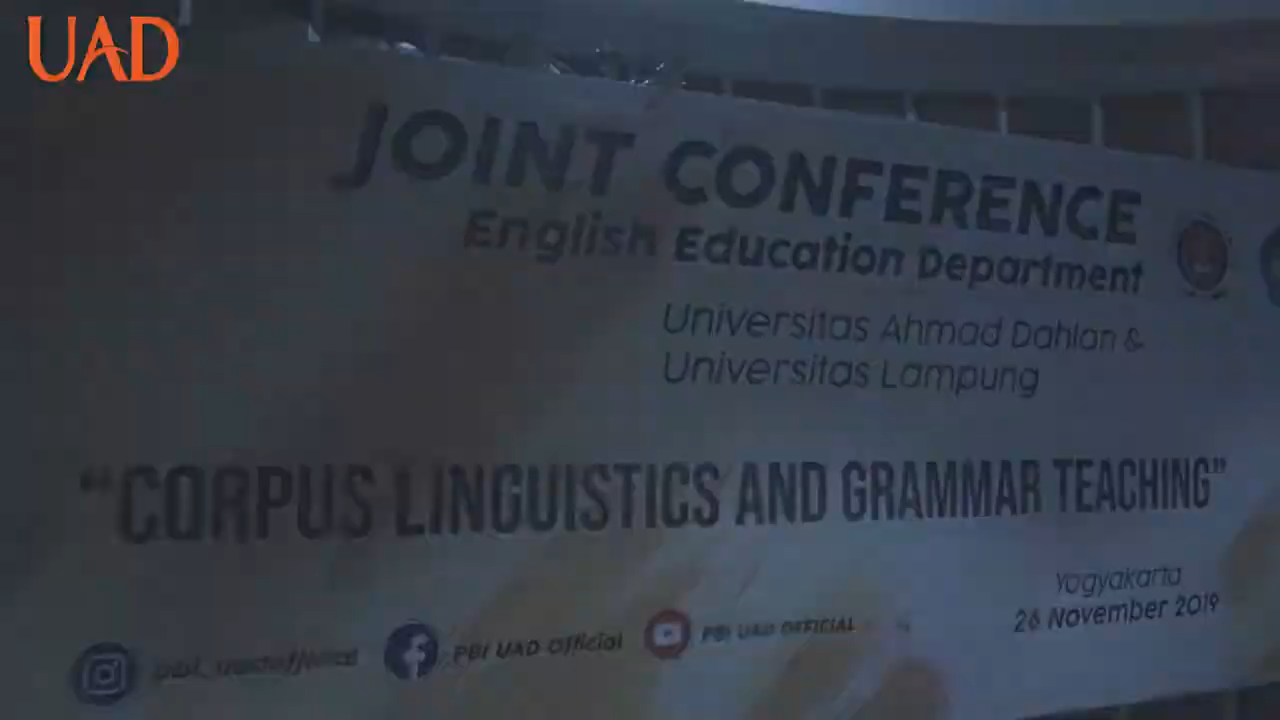 UAD
JOINT CONFERENCE
English Education Department
Universitas Ahmad Dahlan &
Universitas Lampung
"CORPUS LINGUISTICS AND GRAMMAR TEACHING"
Yogyakarta
26 November 2019
PBI UAD Official
PBI UAD OFFICIAL